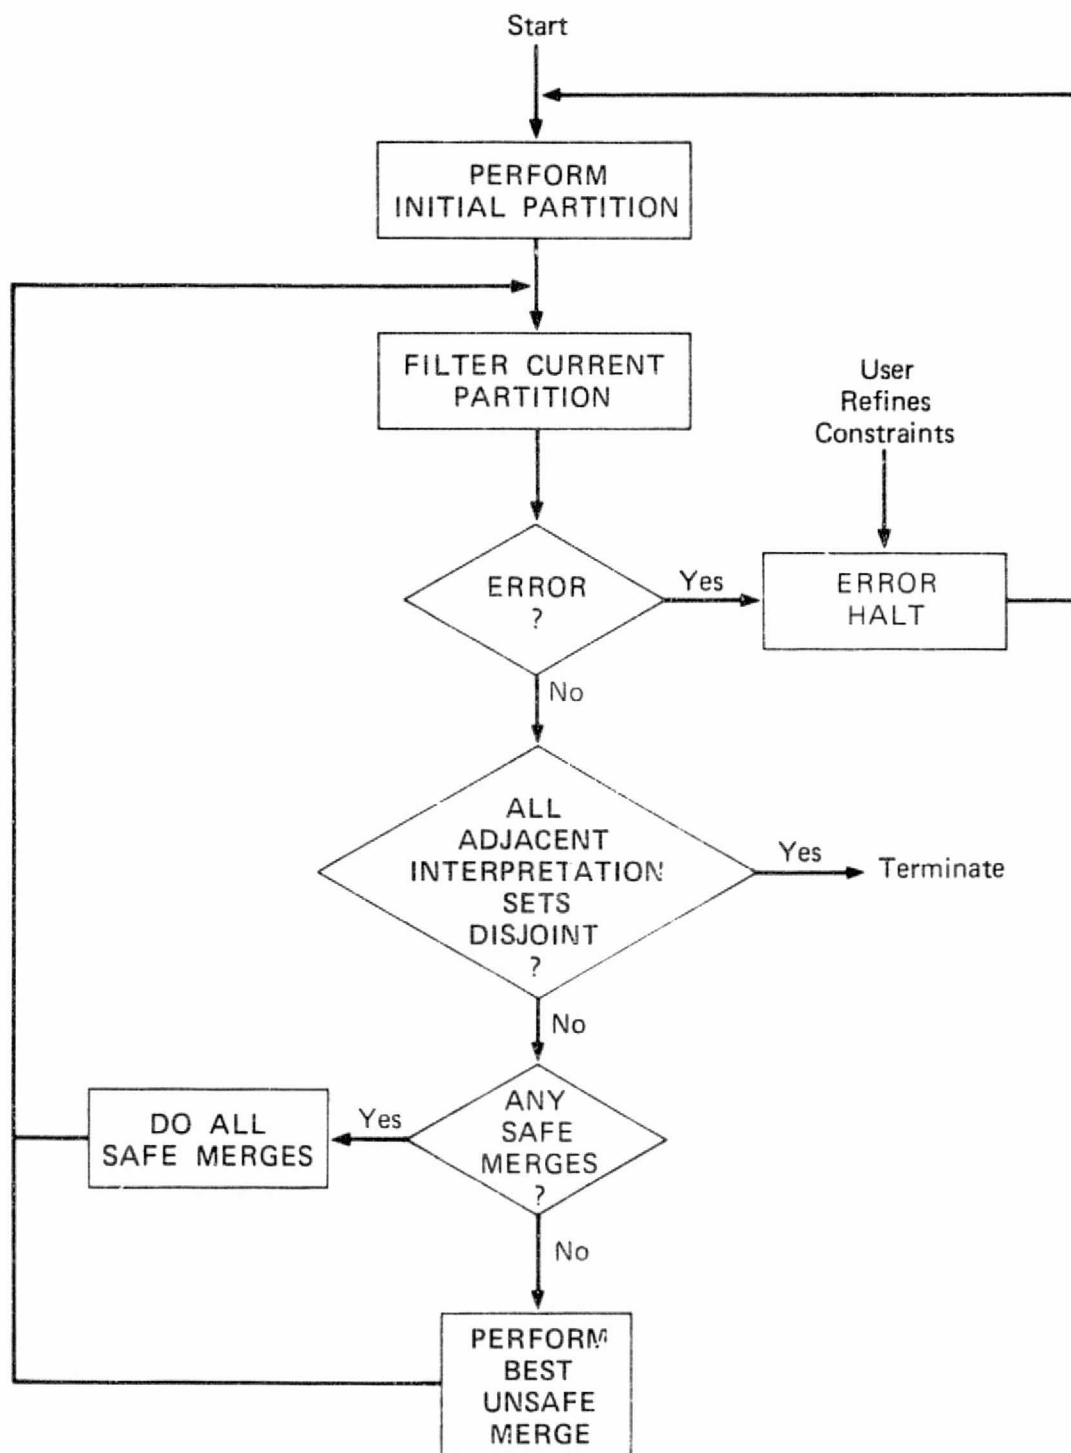 Start
PERFORM
INITIAL PARTITION
FILTER CURRENT
PARTITION
User
Refines
Constraints
ERROR
?
Yes
ERROR
HALT
No
ALL
ADJACENT
INTERPRETATION
SETS
DISJOINT
?
Yes
Terminate
No
ANY
SAFE
MERGES
?
Yes
DO ALL
SAFE MERGES
No
PERFORM
BEST
UNSAFE
MERGE